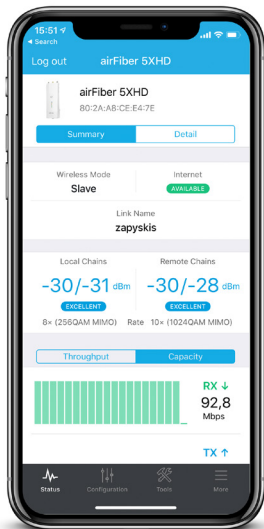 15:51
Search
Log out airFiber 5XHD
airFiber 5XHD
80:2A:A8:CE:E4:7E
Summary Detail
Wireless Mode Internet
Slave AVAILABLE
Link Name
zapyskis
Local Chains Remote Chains
-30/-31 dBm -30/-28 dBm
EXCELLENT EXCELLENT
8× (256QAM MIMO) Rate 10× (1024QAM MIMO)
Throughput Capacity
RX ↓
92,8
Mbps
TX ↑
Status Configuration Tools More